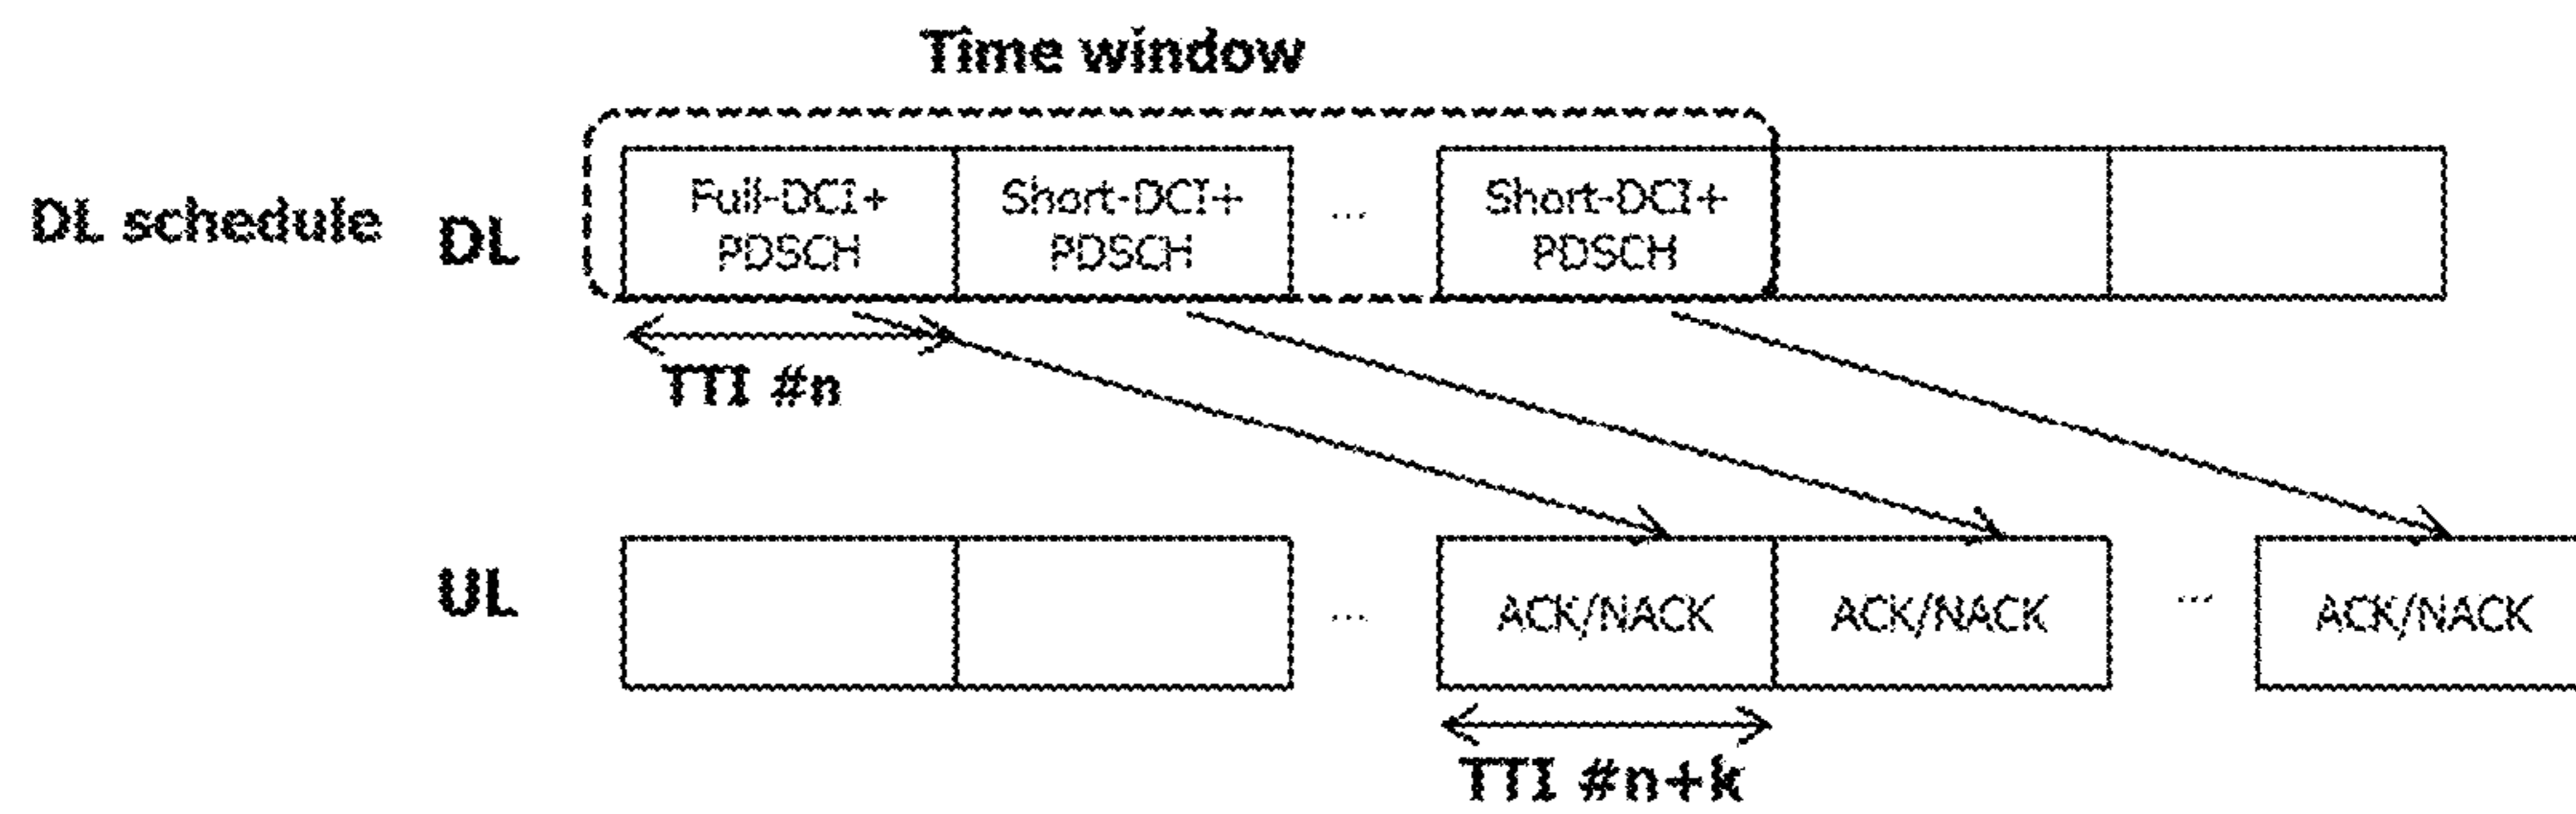 Time window
DL schedule
DL
Full-DCI+
PDSCH
Short-DCI+
PDSCH
...
Short-DCI+
PDSCH
TTI #n
UL
...
ACK/NACK
ACK/NACK
...
ACK/NACK
TTI #n+k